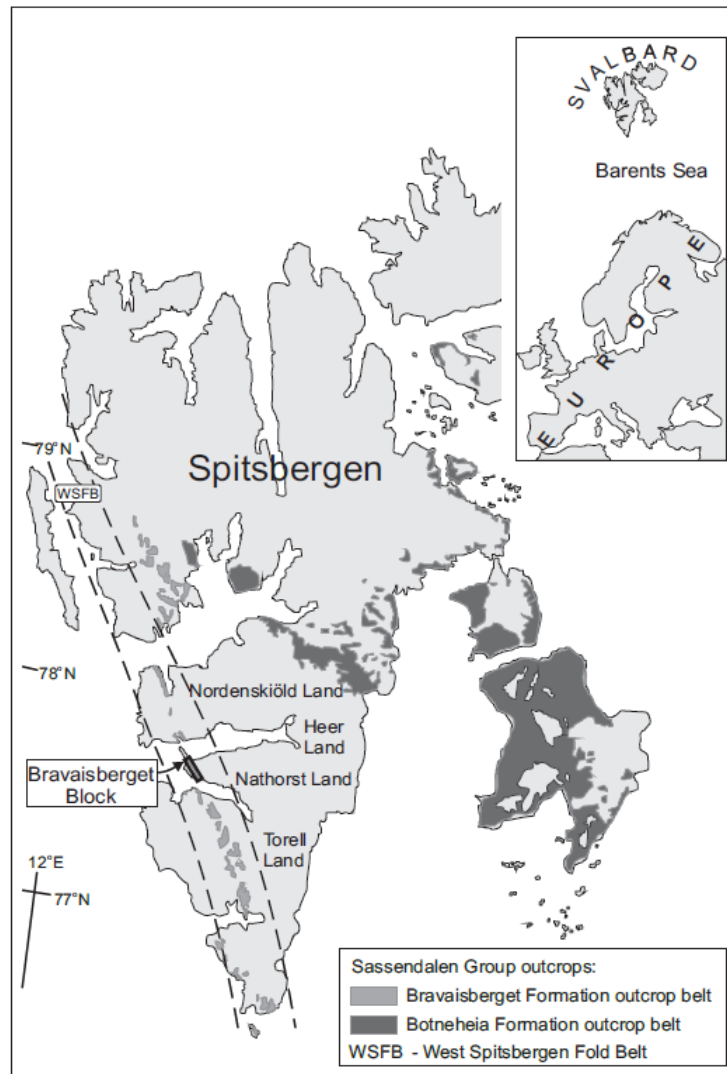 SVALBARD
Barents Sea
EUROPE
79°N
WSFB
Spitsbergen
78°N
Nordenskiöld Land
Heer
Land
Bravaisberget
Block
Nathorst Land
Torell
Land
12°E
77°N
Sassendalen Group outcrops:
Bravaisberget Formation outcrop belt
Botneheia Formation outcrop belt
WSFB - West Spitsbergen Fold Belt